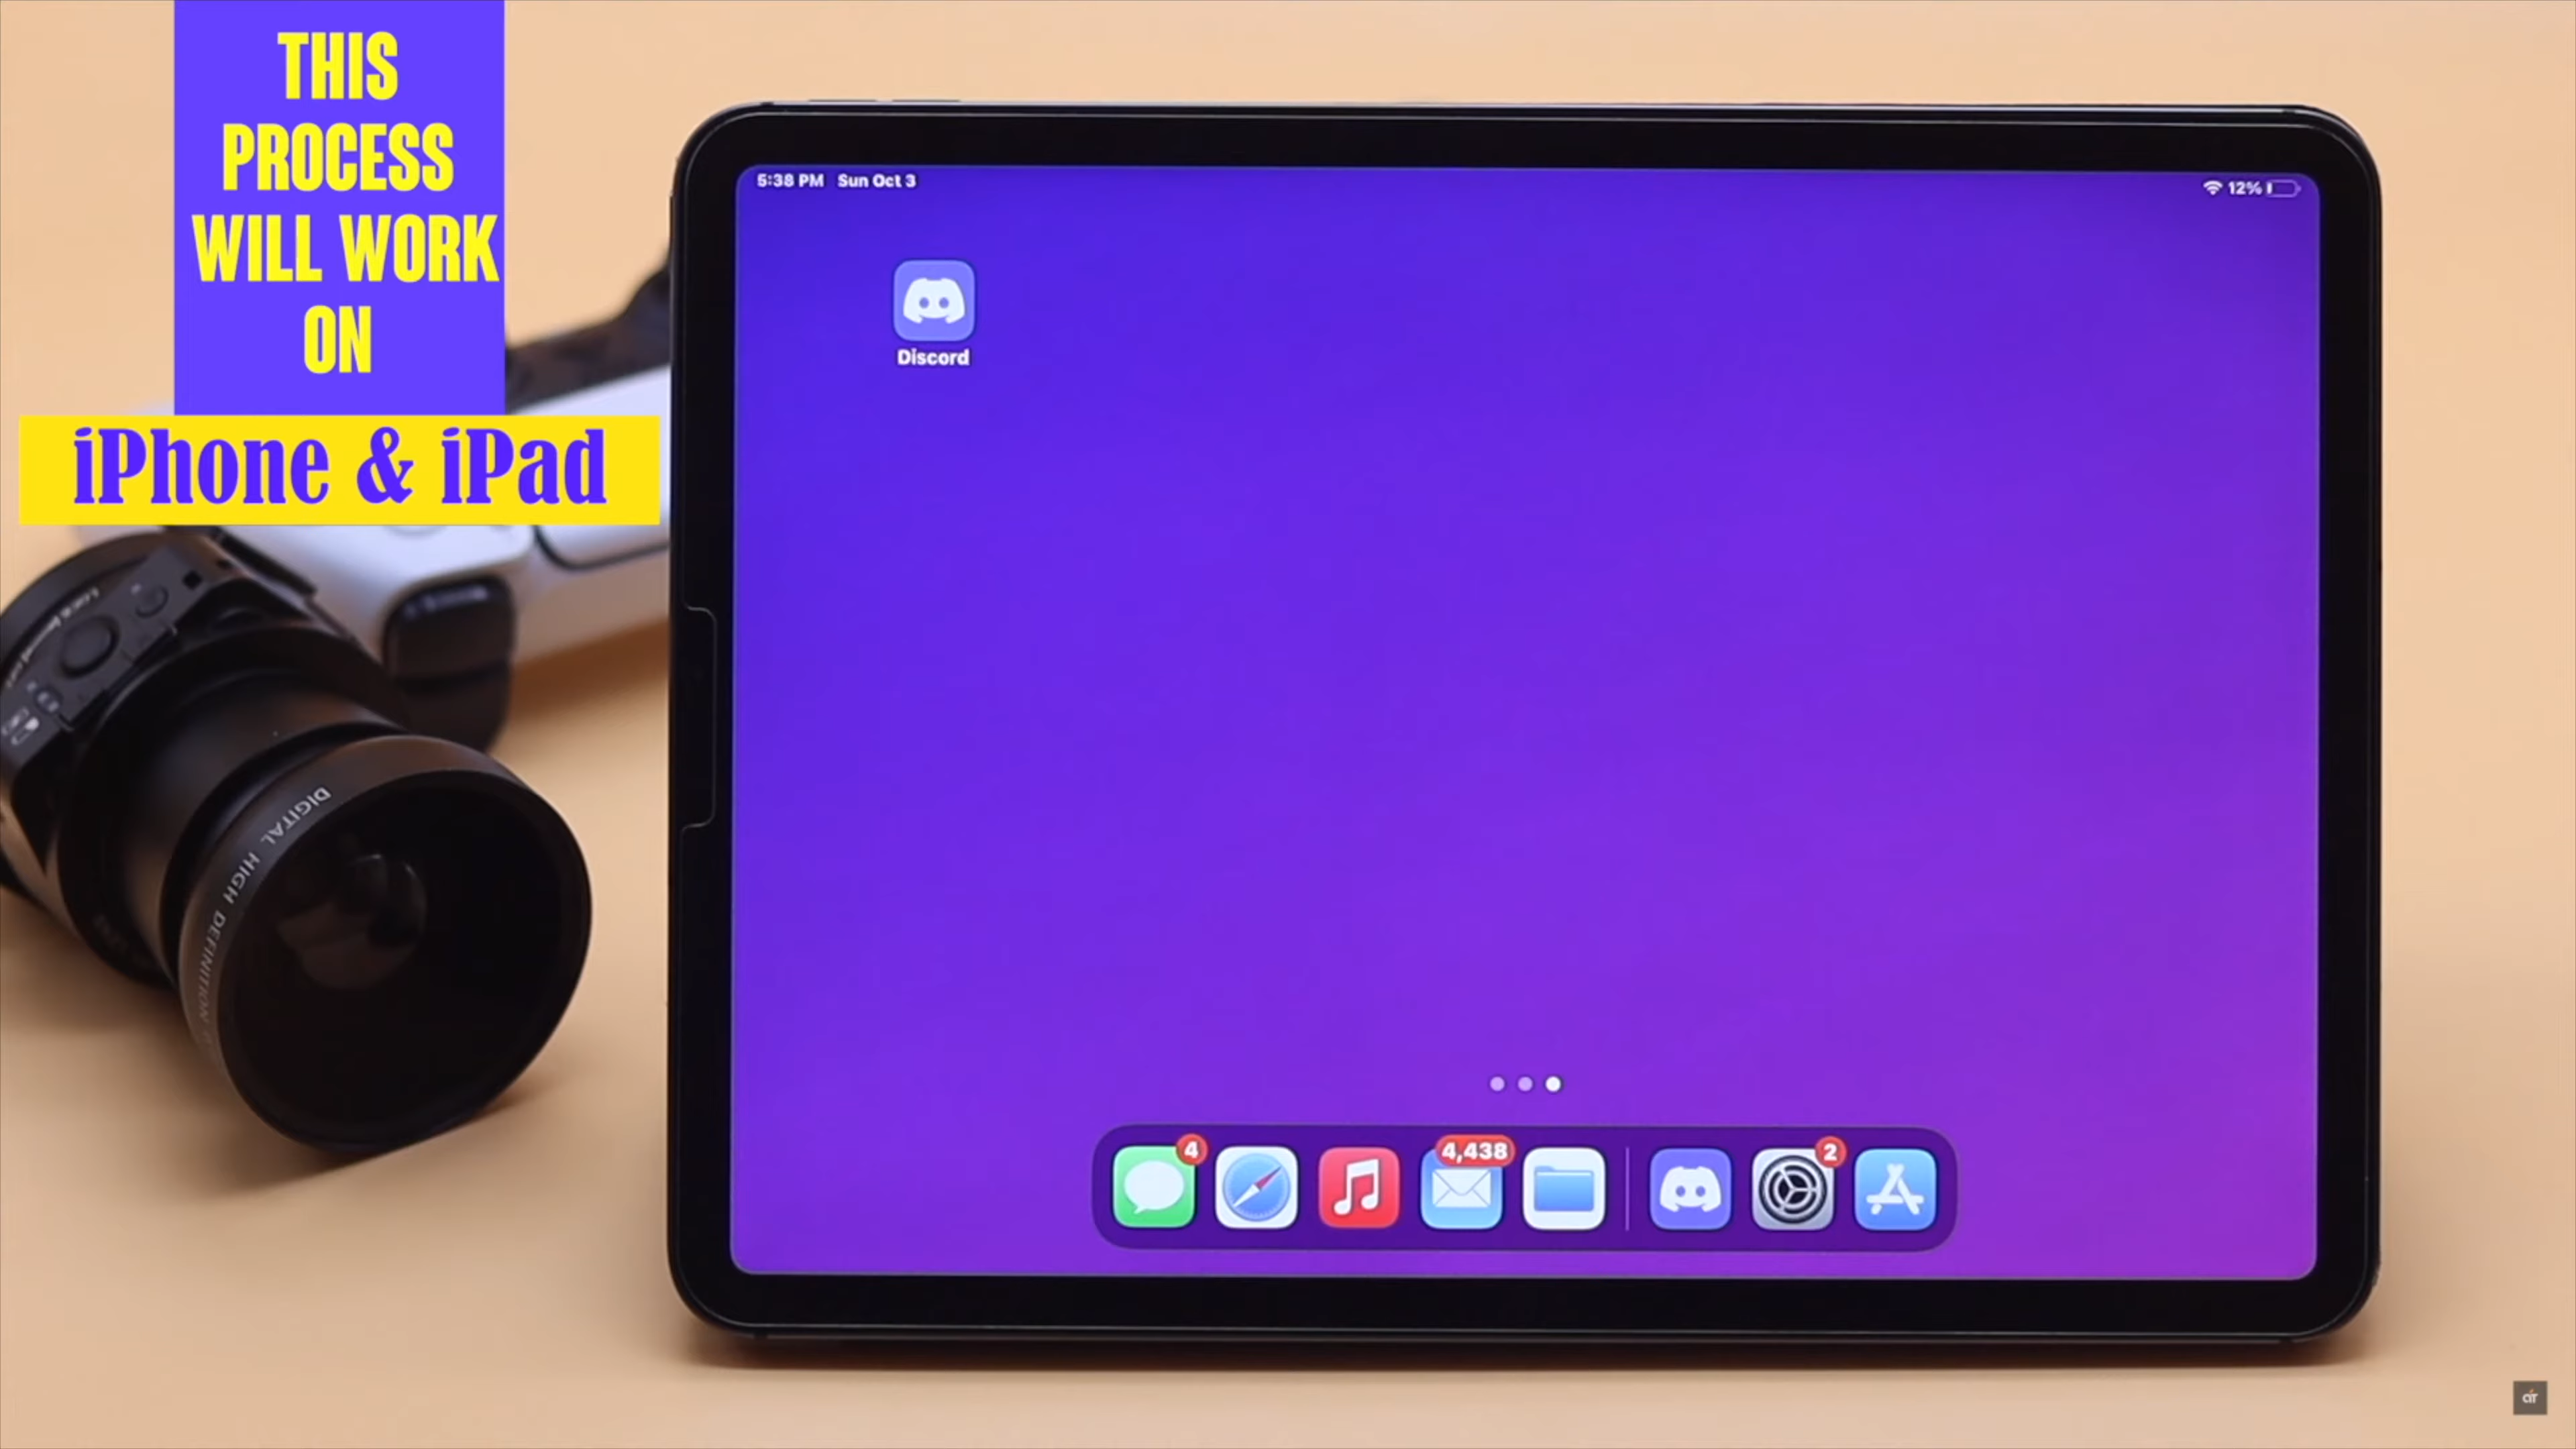 THIS
PROCESS
WILL WORK
ON
iPhone & iPad
5:38 PM Sun Oct 3
12%
Discord
DIGITAL HIGH DEFINITION
4
4,438
2